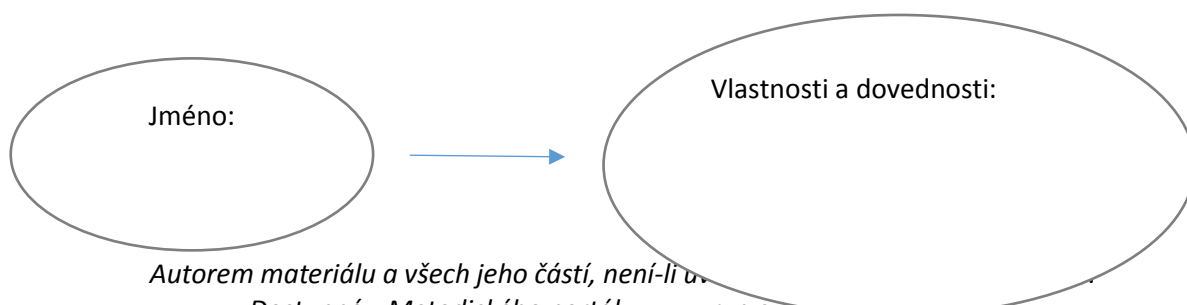 Vlastnosti a dovednosti:
Jméno:
Autorem materiálu a všech jeho částí, není-li